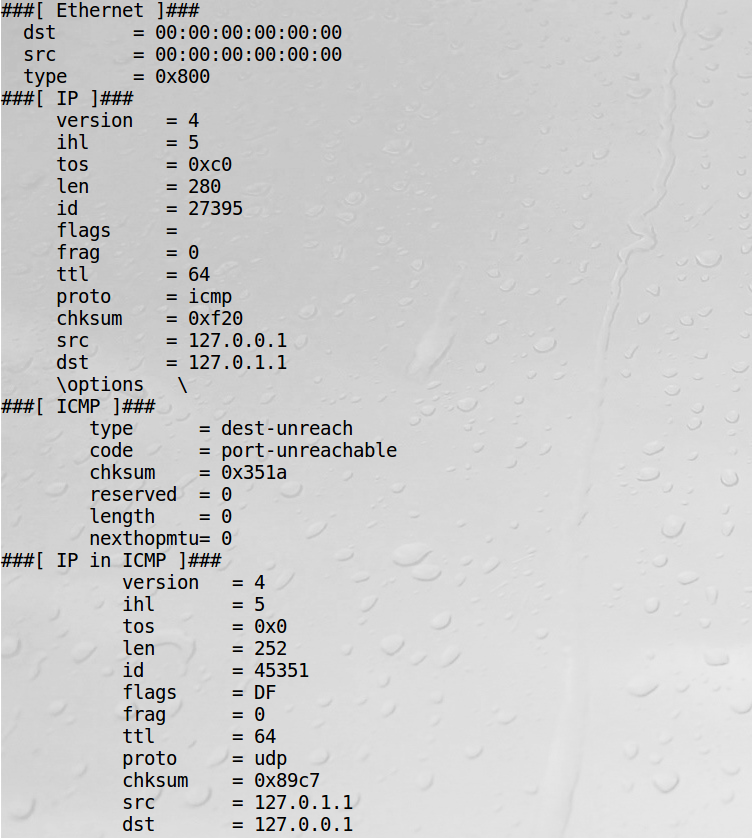 ###[ Ethernet ]###
  dst       = 00:00:00:00:00:00
  src       = 00:00:00:00:00:00
  type      = 0x800
###[ IP ]###
     version   = 4
     ihl       = 5
     tos       = 0xc0
     len       = 280
     id        = 27395
     flags     =
     frag      = 0
     ttl       = 64
     proto     = icmp
     chksum    = 0xf20
     src       = 127.0.0.1
     dst       = 127.0.1.1
     \options   \
###[ ICMP ]###
        type      = dest-unreach
        code      = port-unreachable
        chksum    = 0x351a
        reserved  = 0
        length    = 0
        nexthopmtu= 0
###[ IP in ICMP ]###
           version   = 4
           ihl       = 5
           tos       = 0x0
           len       = 252
           id        = 45351
           flags     = DF
           frag      = 0
           ttl       = 64
           proto     = udp
           chksum    = 0x89c7
           src       = 127.0.1.1
           dst       = 127.0.0.1